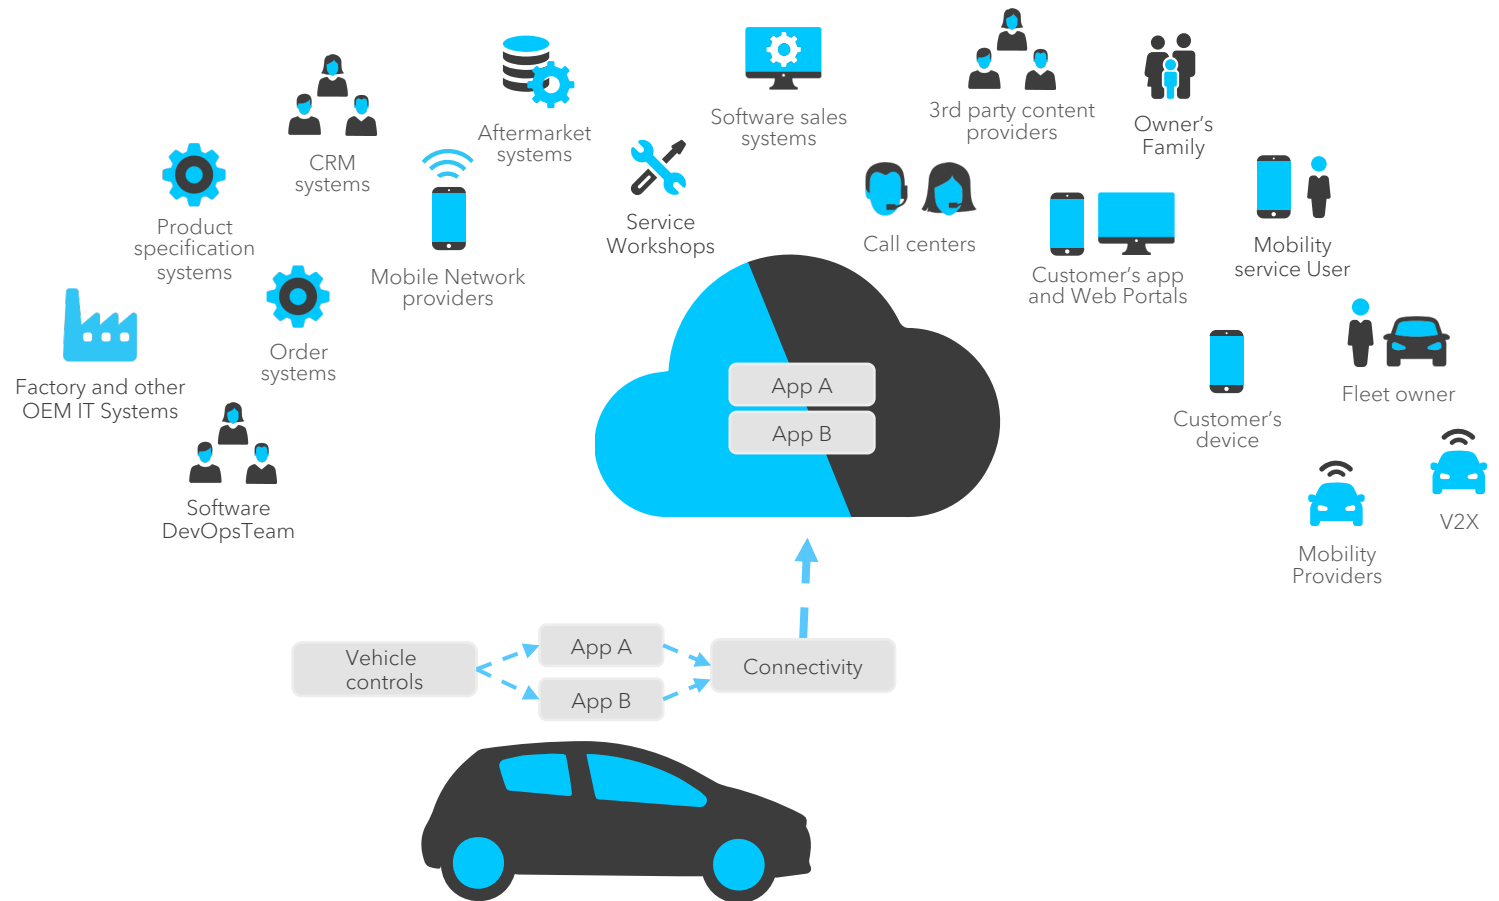 Software sales
systems
3rd party content
providers
Owner's
Family
Aftermarket
systems
CRM
systems
Product
specification
systems
Mobile Network
providers
Service
Workshops
Call centers
Customer's app
and Web Portals
Mobility
service User
Factory and other
OEM IT Systems
Order
systems
App A
App B
Fleet owner
Customer's
device
Software
DevOpsTeam
V2X
Mobility
Providers
Vehicle
controls
App A
App B
Connectivity